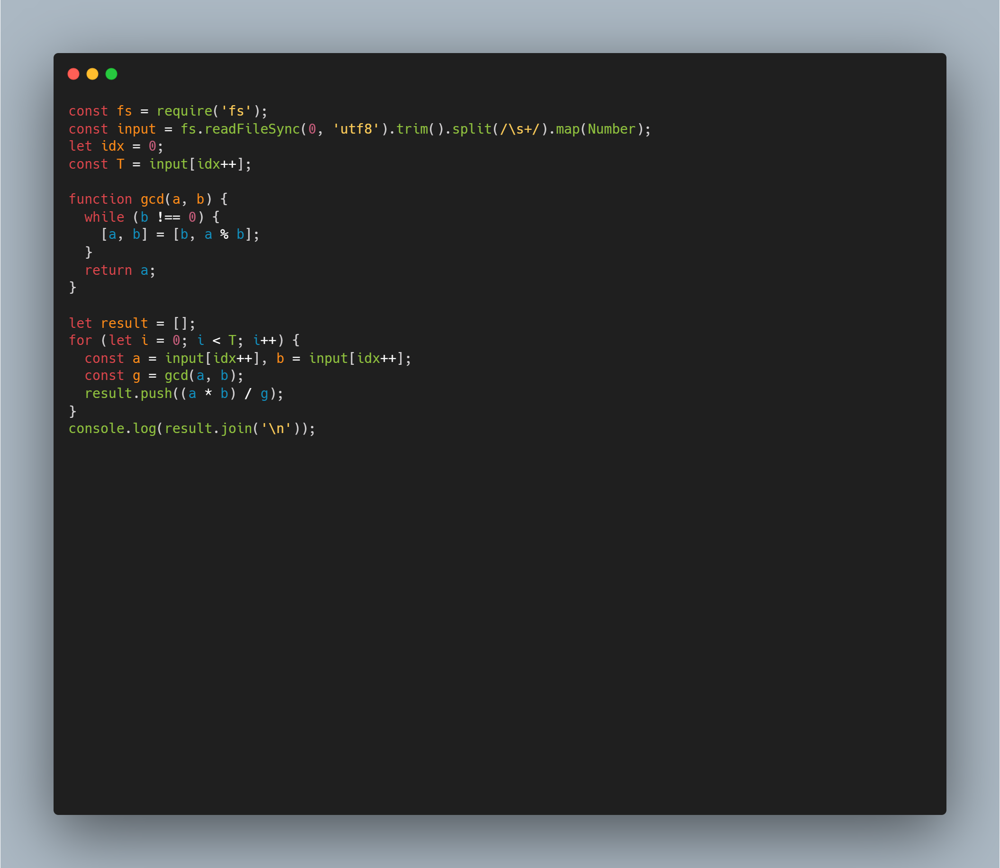 const fs = require('fs');
const input = fs.readFileSync(0, 'utf8').trim().split(/\s+/).map(Number);
let idx = 0;
const T = input[idx++];

function gcd(a, b) {
  while (b !== 0) {
    [a, b] = [b, a % b];
  }
  return a;
}

let result = [];
for (let i = 0; i < T; i++) {
  const a = input[idx++], b = input[idx++];
  const g = gcd(a, b);
  result.push((a * b) / g);
}
console.log(result.join('\n'));